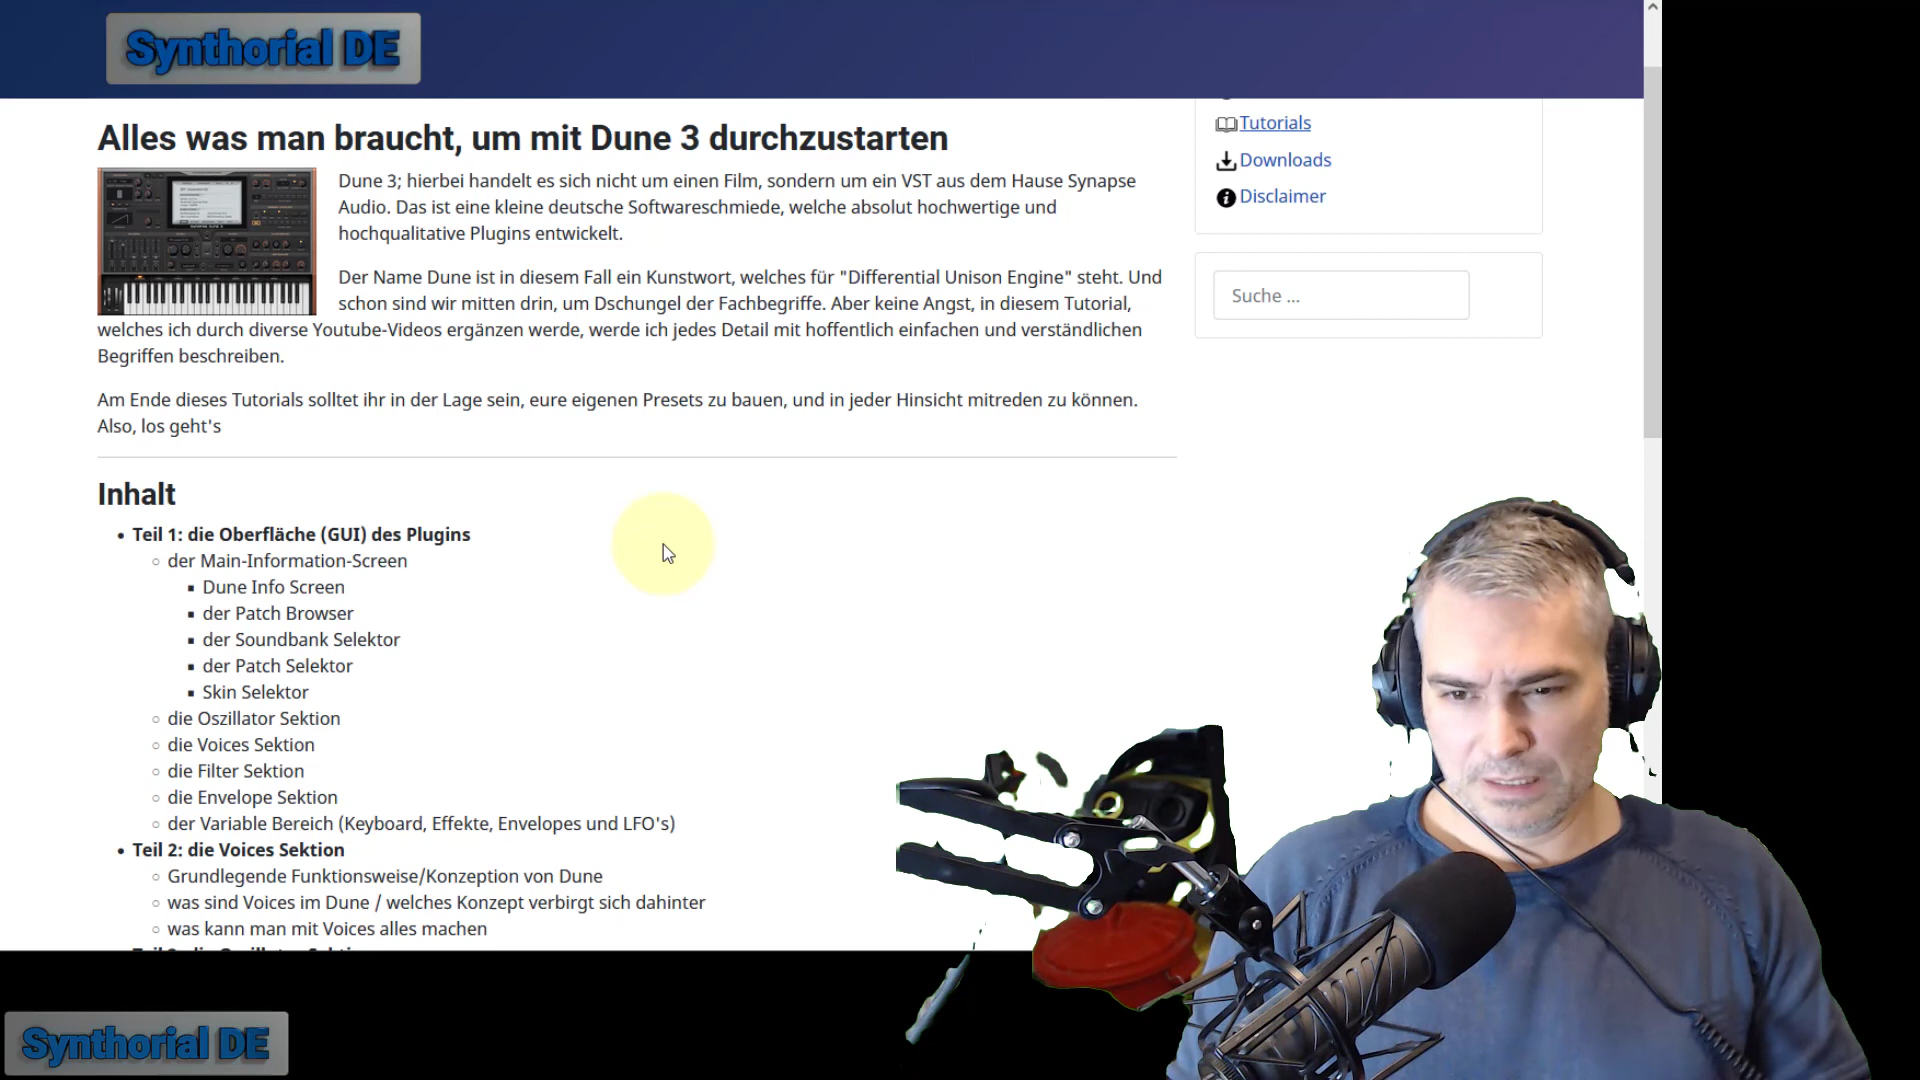 Synthorial DE
Alles was man braucht, um mit Dune 3 durchzustarten
Dune 3; hierbei handelt es sich nicht um einen Film, sondern um ein VST aus dem Hause Synapse
Audio. Das ist eine kleine deutsche Softwareschmiede, welche absolut hochwertige und
hochqualitative Plugins entwickelt.
Der Name Dune ist in diesem Fall ein Kunstwort, welches für "Differential Unison Engine" steht. Und
schon sind wir mitten drin, um Dschungel der Fachbegriffe. Aber keine Angst, in diesem Tutorial,
welches ich durch diverse Youtube-Videos ergänzen werde, werde ich jedes Detail mit hoffentlich einfachen und verständlichen
Begriffen beschreiben.
Am Ende dieses Tutorials solltet ihr in der Lage sein, eure eigenen Presets zu bauen, und in jeder Hinsicht mitreden zu können.
Also, los geht's
Inhalt
Teil 1: die Oberfläche (GUI) des Plugins
der Main-Information-Screen
Dune Info Screen
der Patch Browser
der Soundbank Selektor
der Patch Selektor
Skin Selektor
die Oszillator Sektion
die Voices Sektion
die Filter Sektion
die Envelope Sektion
der Variable Bereich (Keyboard, Effekte, Envelopes und LFO's)
Teil 2: die Voices Sektion
Grundlegende Funktionsweise/Konzeption von Dune
was sind Voices im Dune / welches Konzept verbirgt sich dahinter
was kann man mit Voices alles machen
Tutorials
Downloads
Disclaimer
Suche ...
Synthorial DE